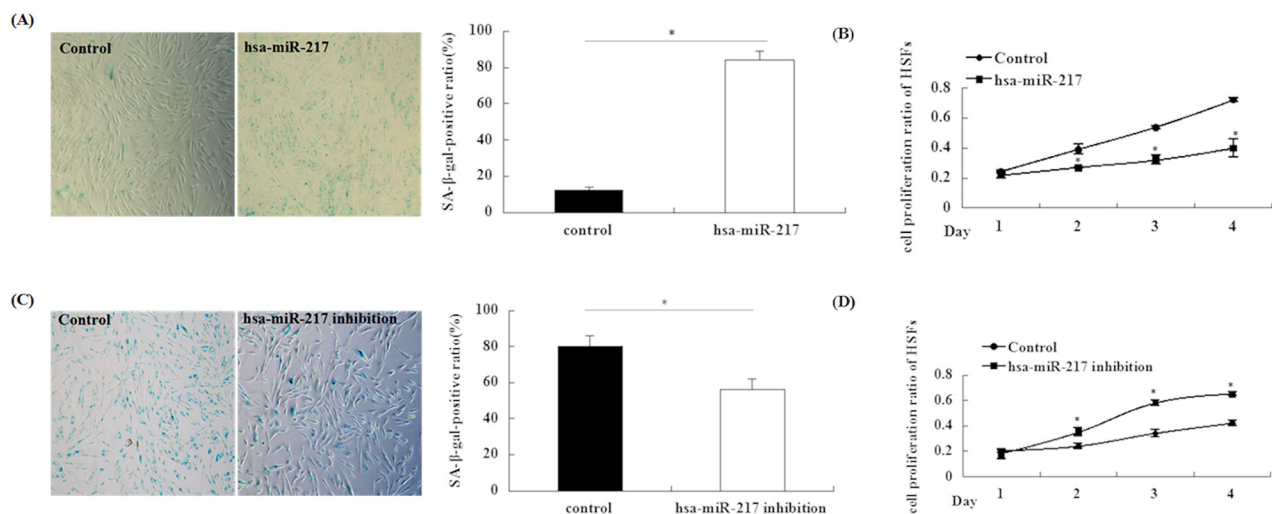 (A)
Control
hsa-miR-217
SA-β-gal-positive ratio(%)
100
80
60
40
20
0
*
control
hsa-miR-217
(B)
Control
hsa-miR-217
cell proliferation ratio of HSFs
0.8
0.6
0.4
0.2
0
*
*
*
Day
1
2
3
4
(C)
Control
hsa-miR-217 inhibition
SA-β-gal-positive ratio(%)
100
80
60
40
20
0
*
control
hsa-miR-217 inhibition
(D)
Control
hsa-miR-217 inhibition
cell proliferation ratio of HSFs
0.8
0.6
0.4
0.2
0
*
*
*
Day
1
2
3
4